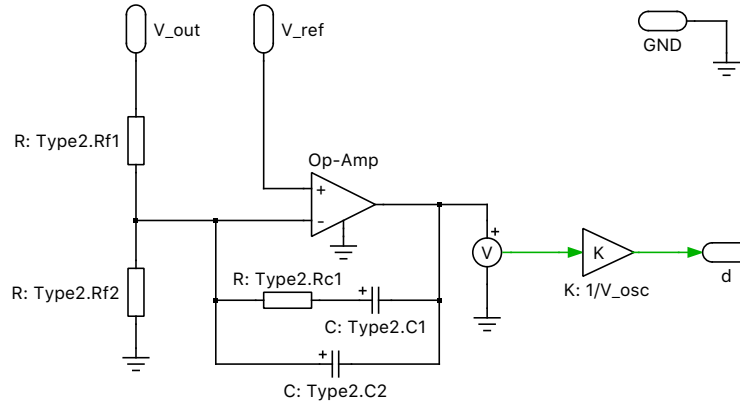 V_out
V_ref
GND
R: Type2.Rf1
Op-Amp
+
-
+
V
K
R: Type2.Rf2
R: Type2.Rc1
+
K: 1/V_osc
d
C: Type2.C1
+
C: Type2.C2